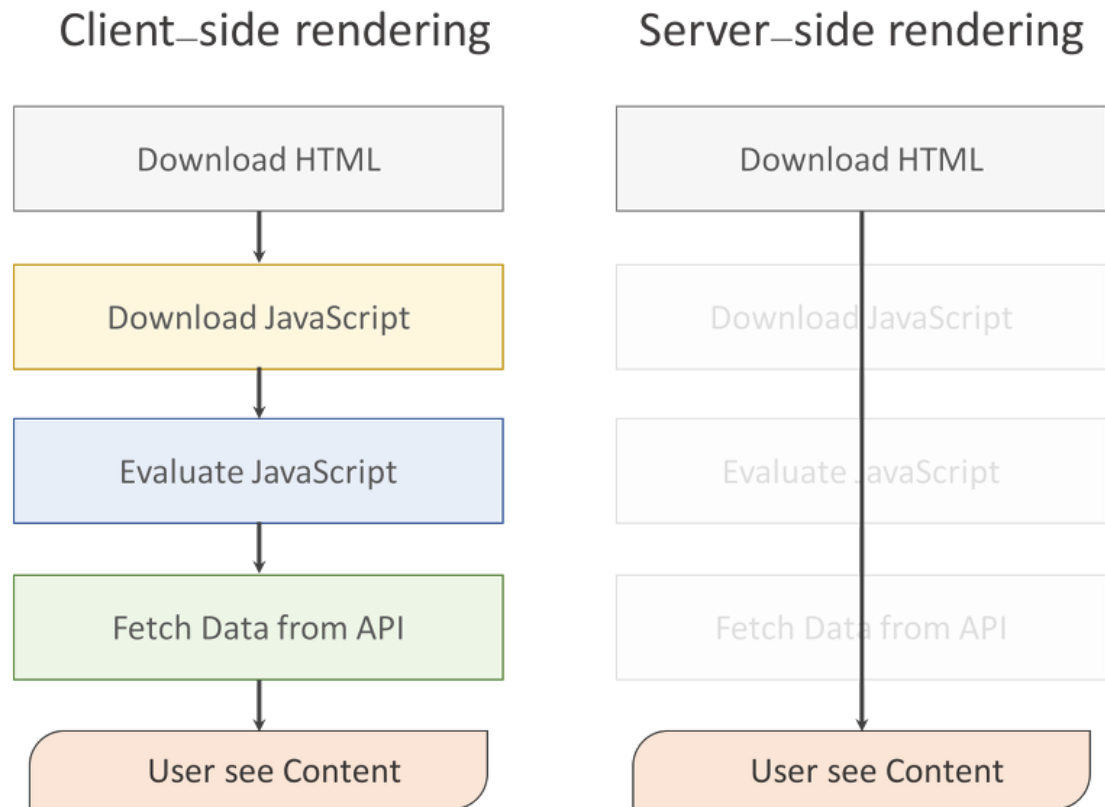 Client–side rendering
Server–side rendering
Download HTML
Download JavaScript
Evaluate JavaScript
Fetch Data from API
User see Content
Download HTML
Download JavaScript
Evaluate JavaScript
Fetch Data from API
User see Content